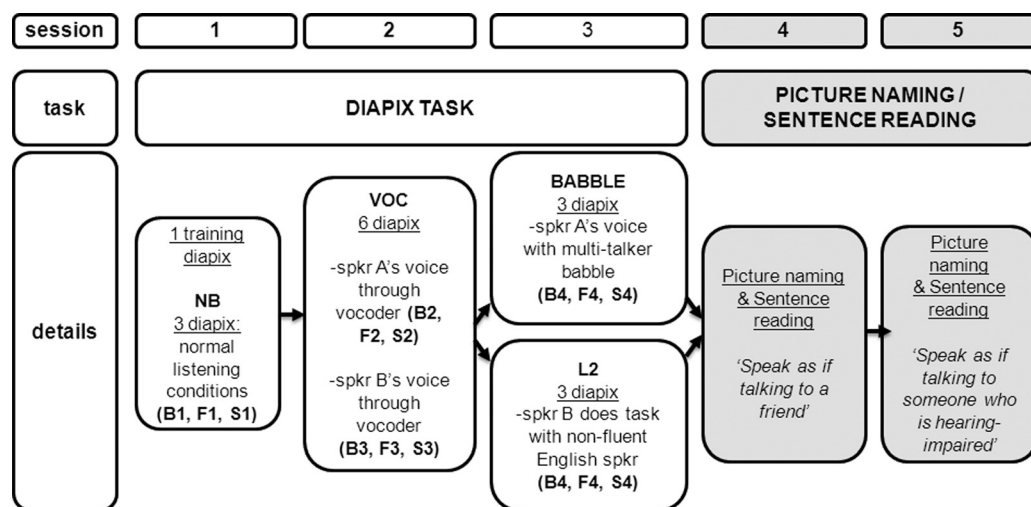 session
1
2
3
4
5
task
DIAPIX TASK
PICTURE NAMING /
SENTENCE READING
details
1 training
diapix
NB
3 diapix:
normal
listening
conditions
(B1, F1, S1)
VOC
6 diapix
-spkr A's voice
through
vocoder (B2,
F2, S2)
-spkr B's voice
through
vocoder
(B3, F3, S3)
BABBLE
3 diapix
-spkr A's voice
with multi-talker
babble
(B4, F4, S4)
L2
3 diapix
-spkr B does task
with non-fluent
English spkr
(B4, F4, S4)
Picture naming
& Sentence
reading
‘Speak as if
talking to a
friend’
Picture
naming
& Sentence
reading
‘Speak as if
talking to
someone who
is hearing-
impaired’